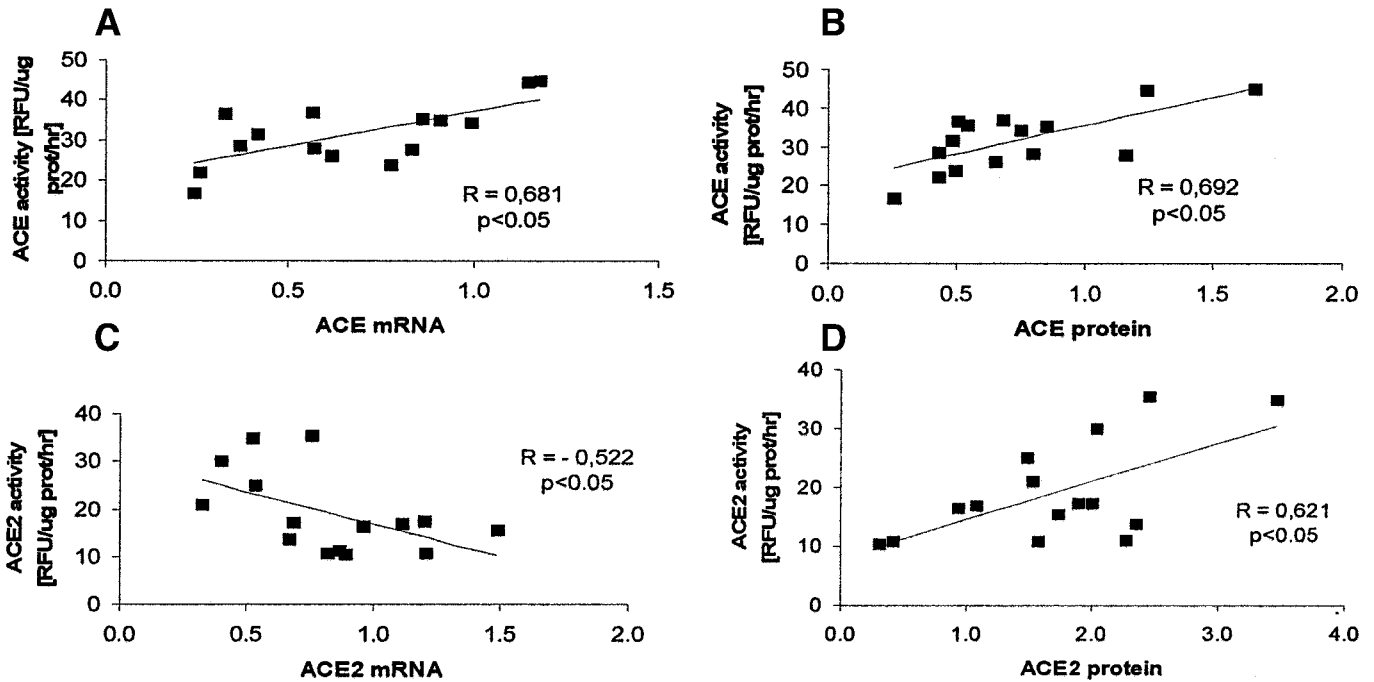 A
ACE activity [RFU/ug
prot/hr]
50
40
30
20
10
0
0.0 0.5 1.0 1.5
R = 0,681
p<0.05
ACE mRNA
B
ACE activity
[RFU/ug prot/hr]
50
40
30
20
10
0
0.0 0.5 1.0 1.5 2.0
R = 0,692
p<0.05
ACE protein
C
ACE2 activity
[RFU/ug prot/hr]
40
30
20
10
0
0.0 0.5 1.0 1.5 2.0
R = - 0,522
p<0.05
ACE2 mRNA
D
ACE2 activity
[RFU/ug prot/hr]
40
30
20
10
0
0.0 1.0 2.0 3.0 4.0
R = 0,621
p<0.05
ACE2 protein